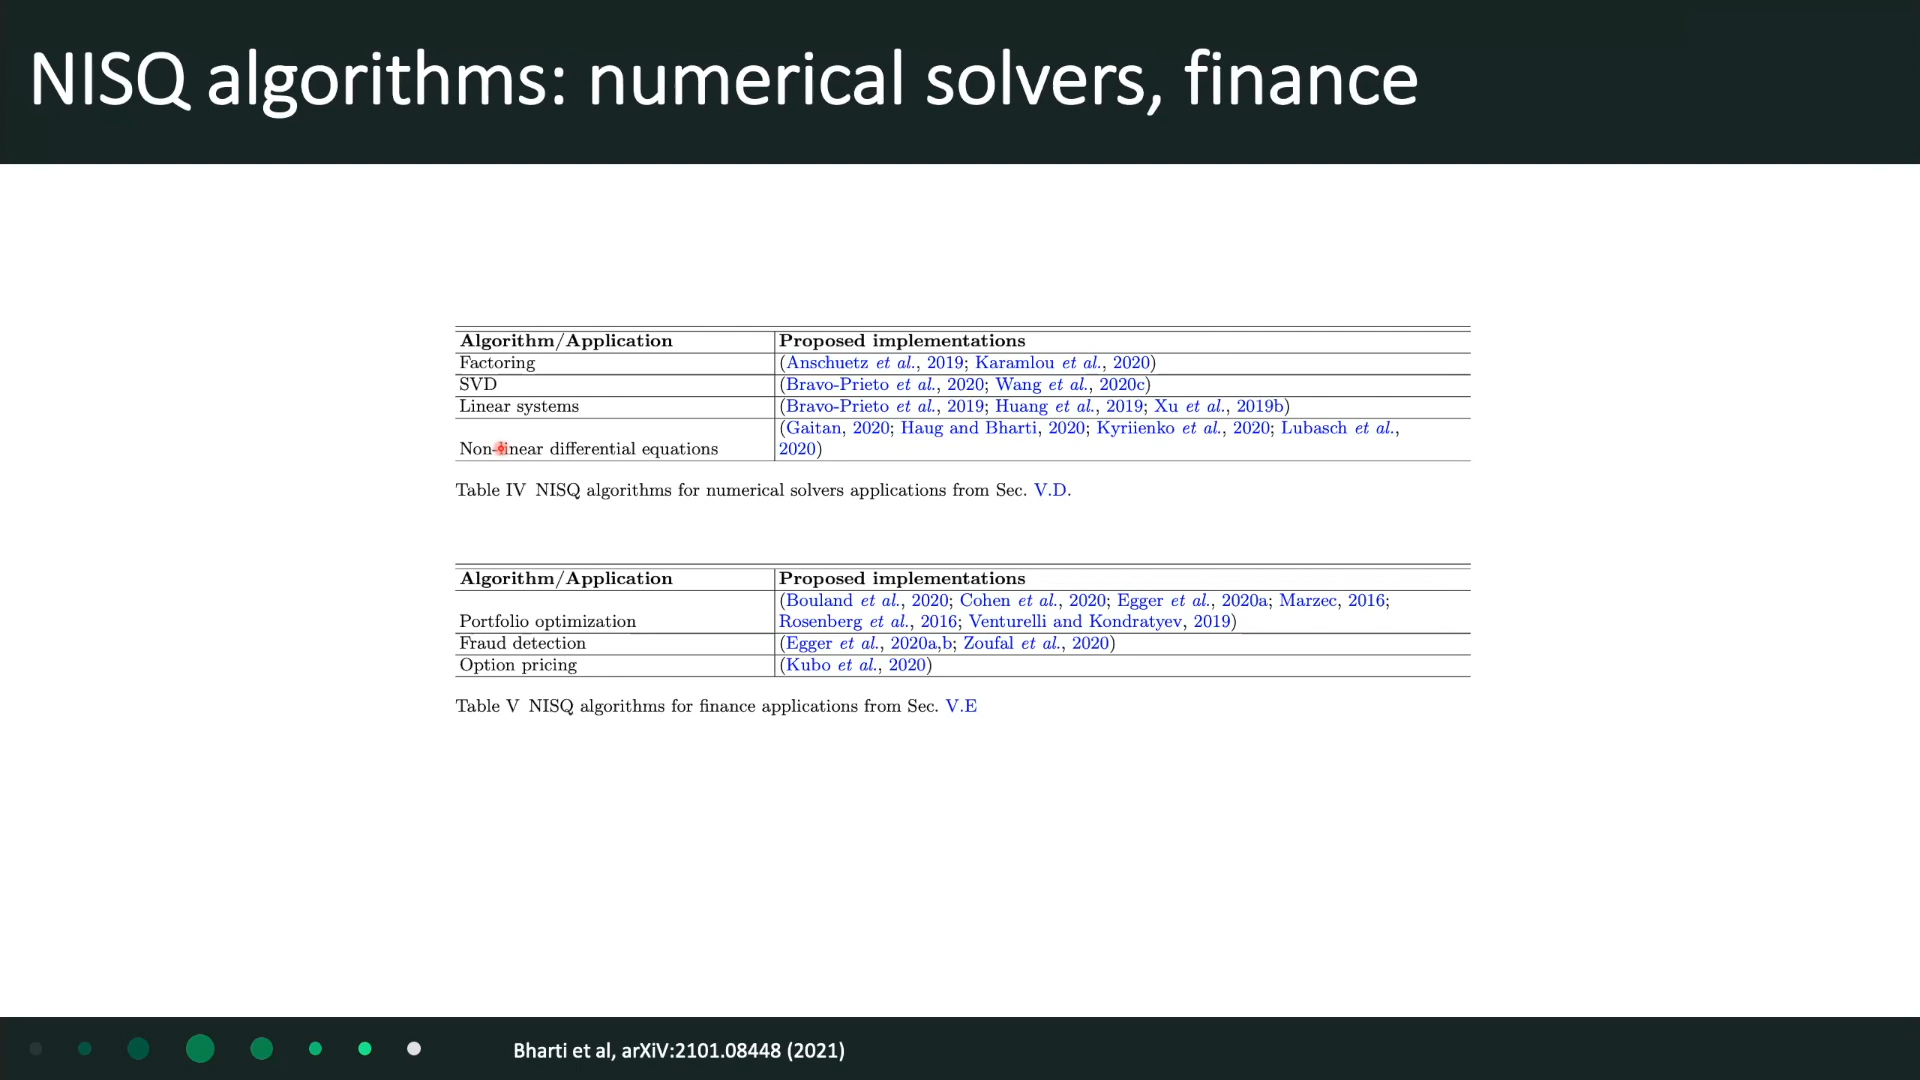 NISQ algorithms: numerical solvers, finance
Algorithm/Application Proposed implementations
Factoring (Anschuetz et al., 2019; Karamlou et al., 2020)
SVD (Bravo-Prieto et al., 2020; Wang et al., 2020c)
Linear systems (Bravo-Prieto et al., 2019; Huang et al., 2019; Xu et al., 2019b)
(Gaitan, 2020; Haug and Bharti, 2020; Kyriienko et al., 2020; Lubasch et al.,
Non-linear differential equations 2020)
Table IV NISQ algorithms for numerical solvers applications from Sec. V.D.
Algorithm/Application Proposed implementations
(Bouland et al., 2020; Cohen et al., 2020; Egger et al., 2020a; Marzec, 2016;
Portfolio optimization Rosenberg et al., 2016; Venturelli and Kondratyev, 2019)
Fraud detection (Egger et al., 2020a,b; Zoufal et al., 2020)
Option pricing (Kubo et al., 2020)
Table V NISQ algorithms for finance applications from Sec. V.E
Bharti et al, arXiV:2101.08448 (2021)